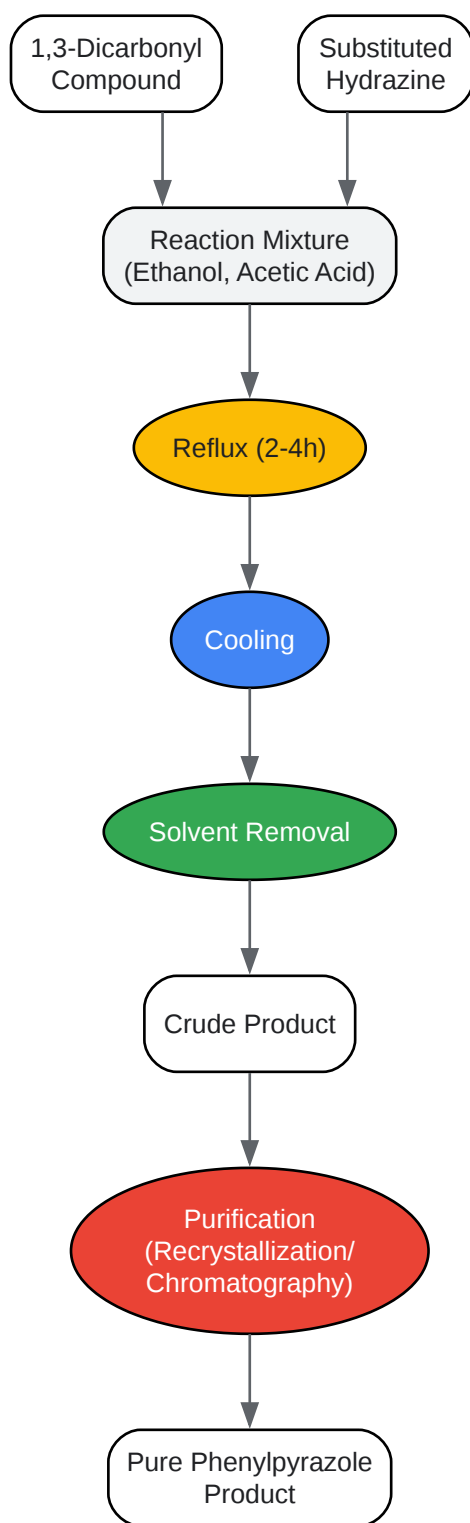 1,3-Dicarbonyl
Compound
Substituted
Hydrazine
Reaction Mixture
(Ethanol, Acetic Acid)
Reflux (2-4h)
Cooling
Solvent Removal
Crude Product
Purification
(Recrystallization/
Chromatography)
Pure Phenylpyrazole
Product